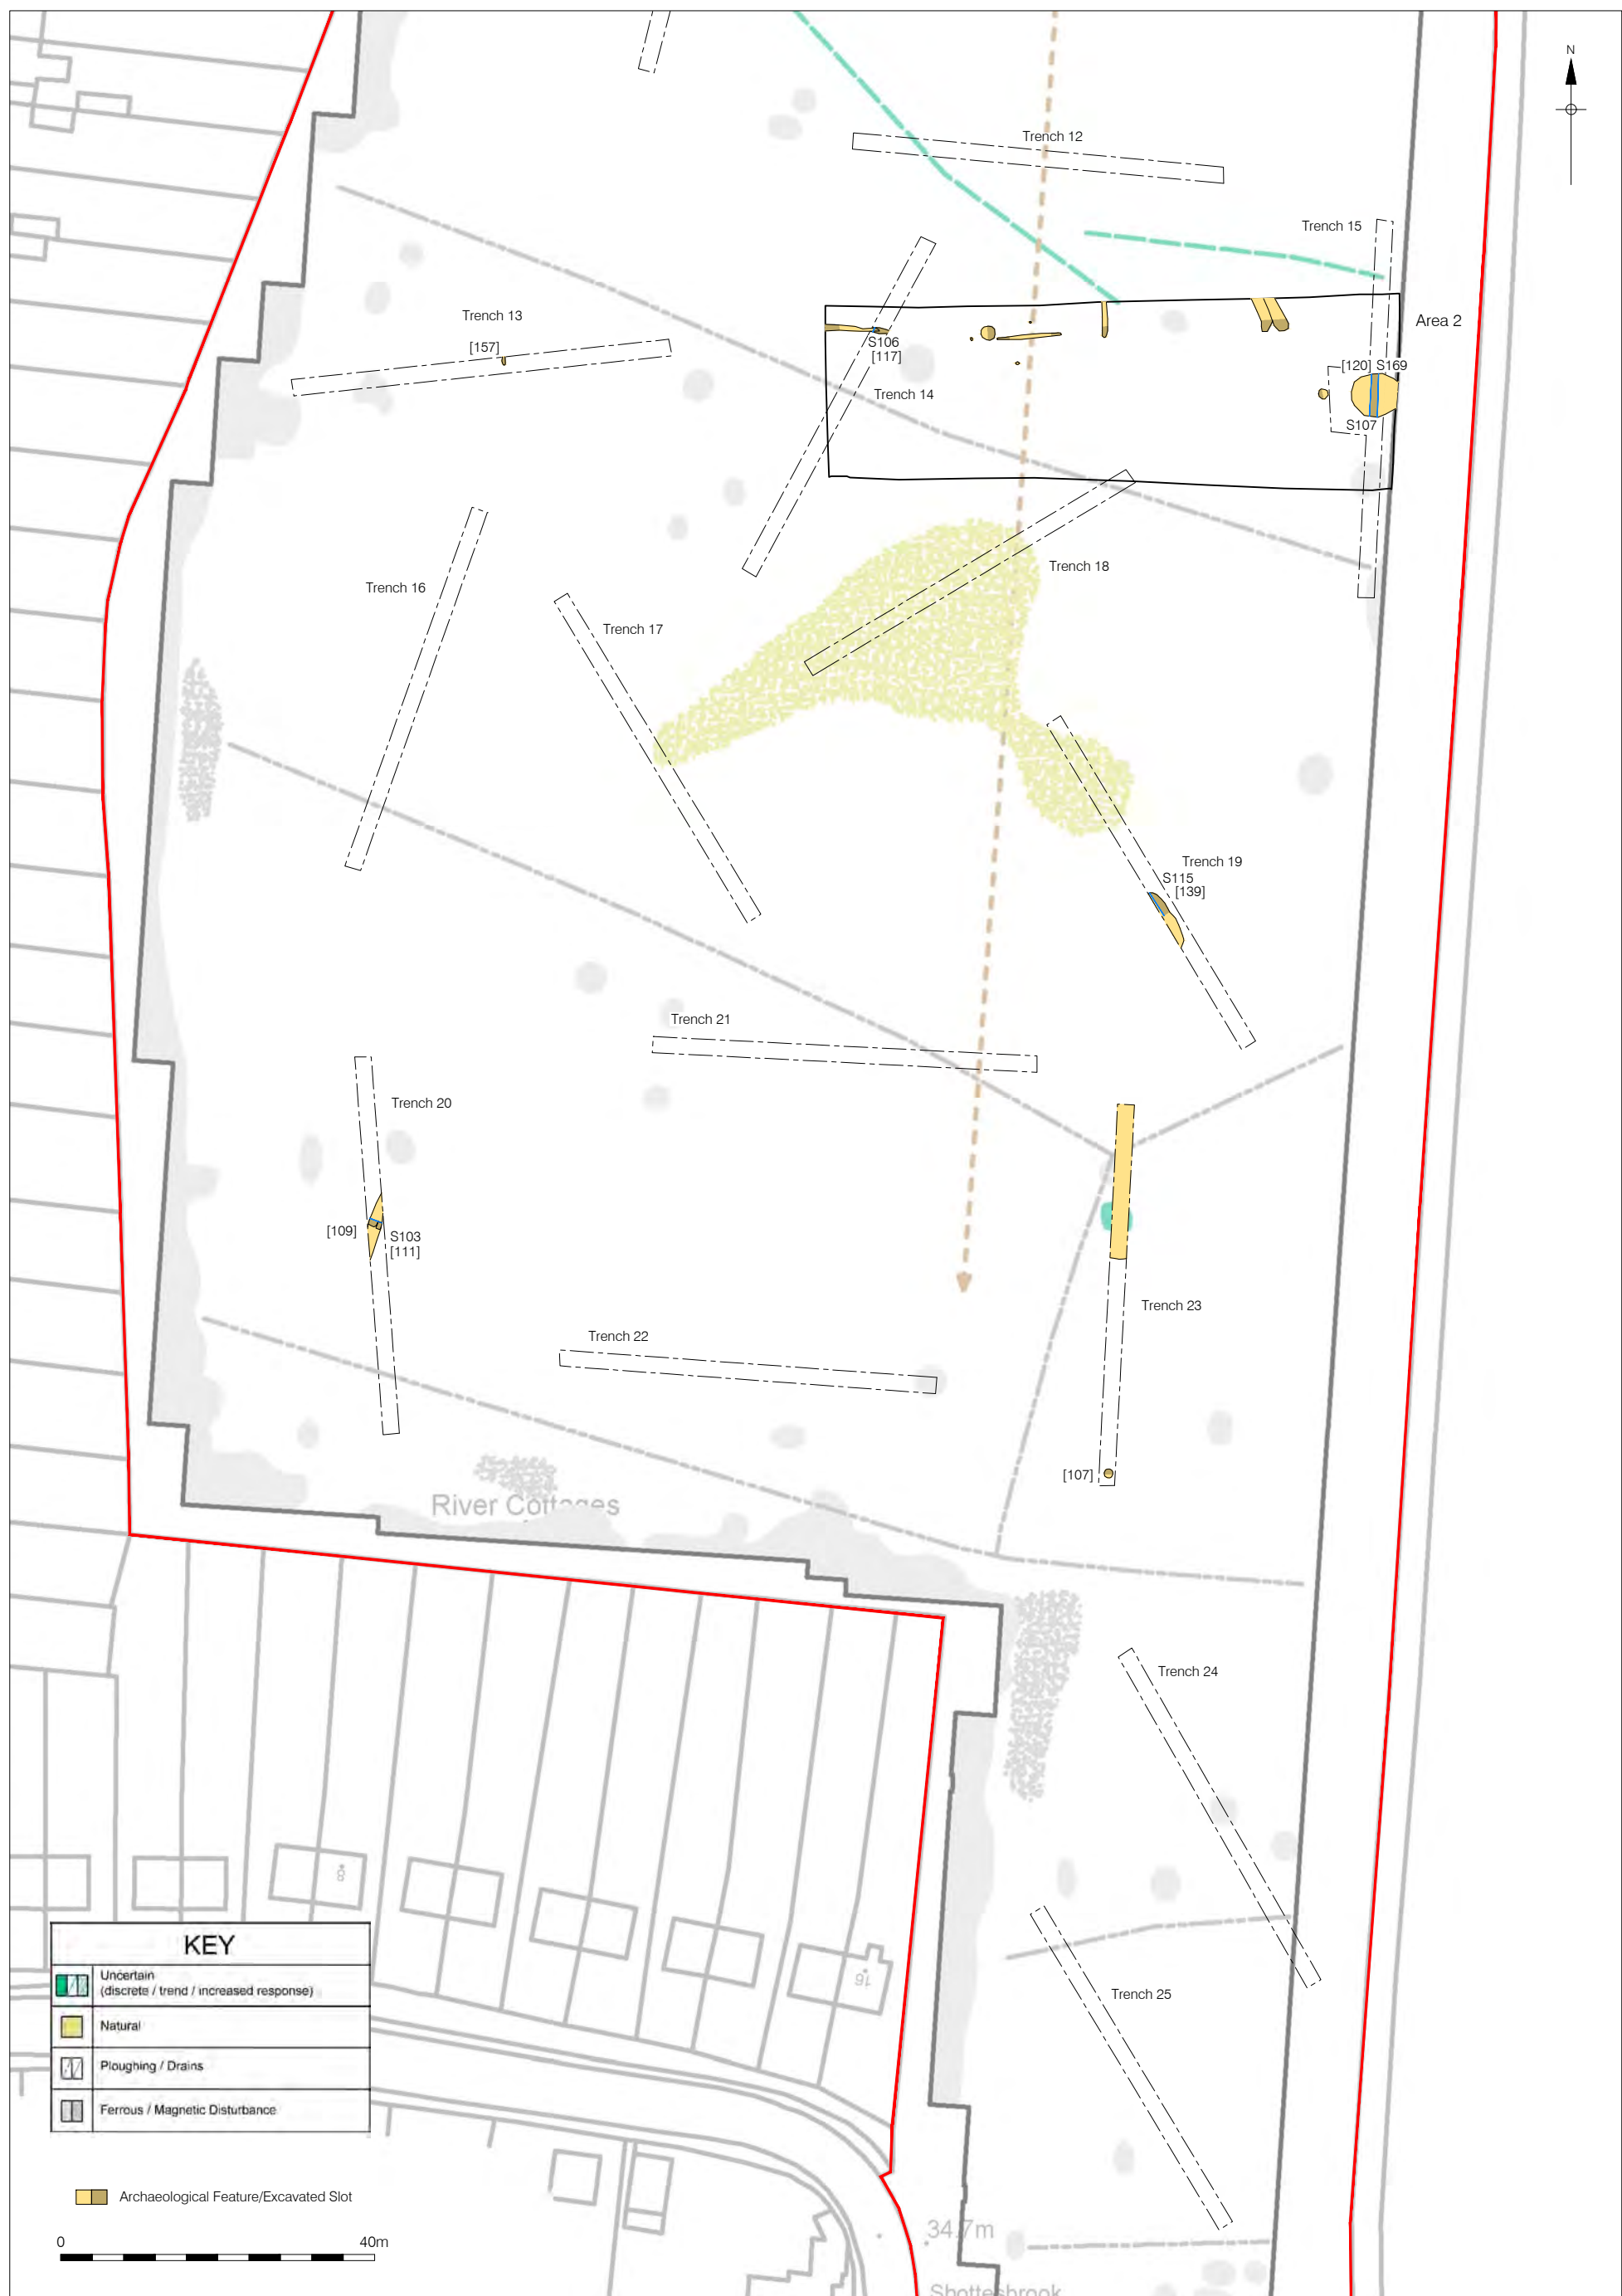 N
Trench 12
Trench 15
Trench 13
Area 2
[157]
S106
[117]
[120] S169
Trench 14
S107
Trench 18
Trench 16
Trench 17
Trench 19
S115
[139]
Trench 21
Trench 20
[109]
S103
[111]
Trench 23
Trench 22
[107]
River Cottages
Trench 24
8
16
Trench 25
KEY
Uncertain
(discrete / trend / increased response)
Natural
Ploughing / Drains
Ferrous / Magnetic Disturbance
Archaeological Feature/Excavated Slot
0 40m
34.7m
Shottesbrook